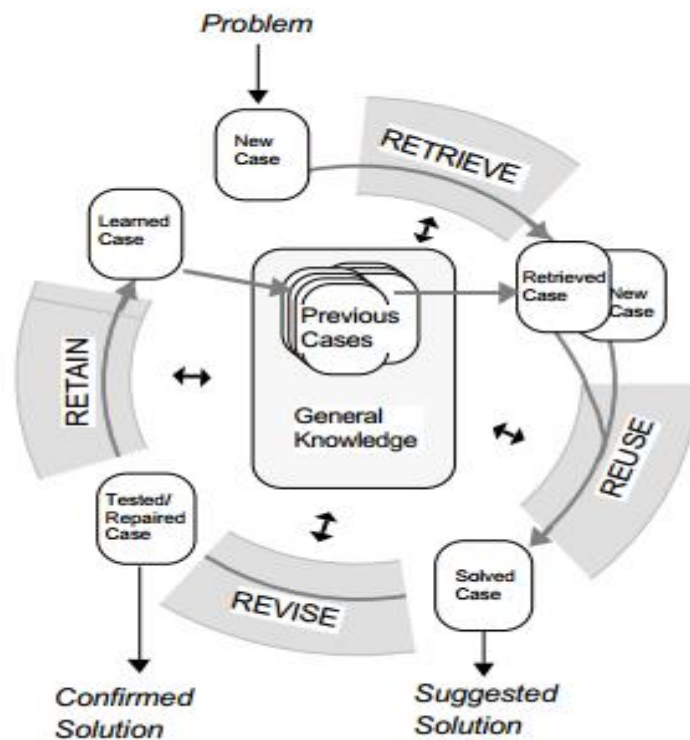 Problem
New
Case
RETRIEVE
Learned
Case
Retrieved
Case
New
Case
Previous
Cases
General
Knowledge
RETAIN
REUSE
Tested/
Repaired
Case
REVISE
Solved
Case
Confirmed
Solution
Suggested
Solution